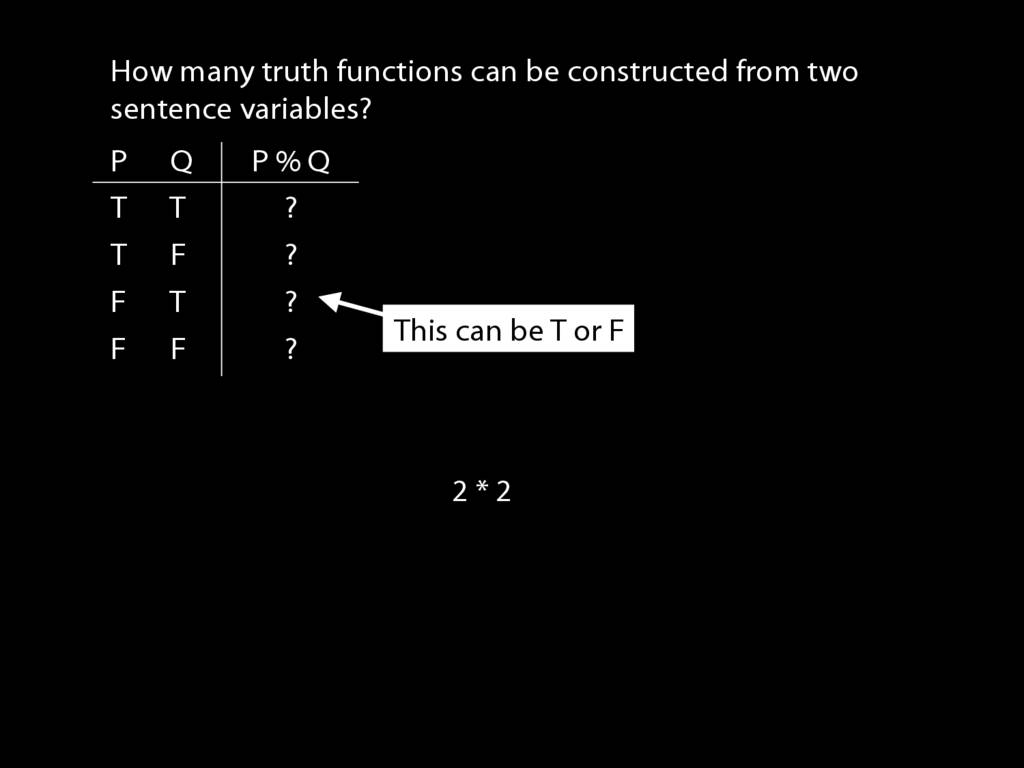 How many truth functions can be constructed from two
sentence variables?
P Q P % Q
T T ?
T F ?
F T ?
This can be T or F
F F ?
2 * 2